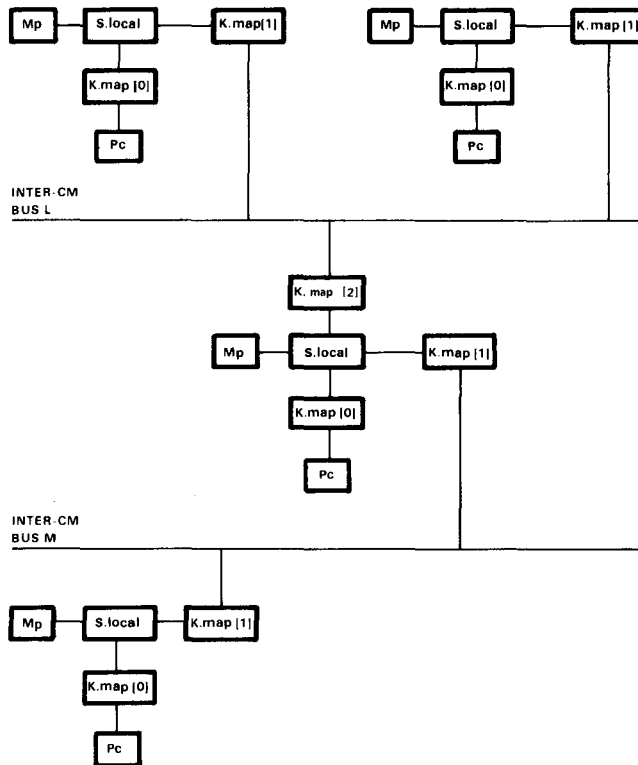 Mp S.local K.map[1] Mp S.local K.map [1]
K.map [0] K.map [0]
Pc Pc
INTER-CM
BUS L
K. map [2]
Mp S.local K.map [1]
K.map [0]
Pc
INTER-CM
BUS M
Mp S.local K.map [1]
K.map [0]
Pc